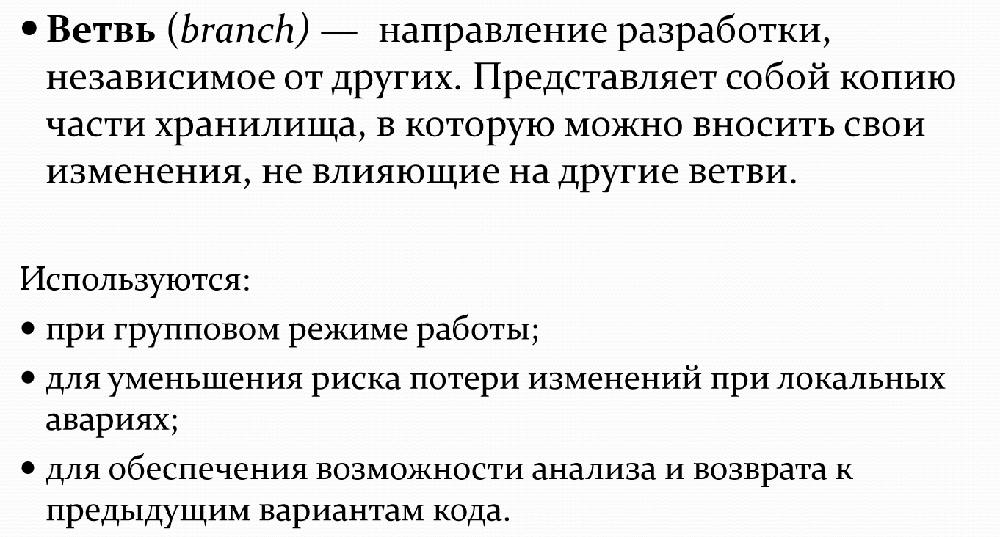 • Ветвь (branch) — направление разработки,
независимое от других. Представляет собой копию
части хранилища, в которую можно вносить свои
изменения, не влияющие на другие ветви.
Используются:
• при групповом режиме работы;
• для уменьшения риска потери изменений при локальных
авариях;
• для обеспечения возможности анализа и возврата к
предыдущим вариантам кода.